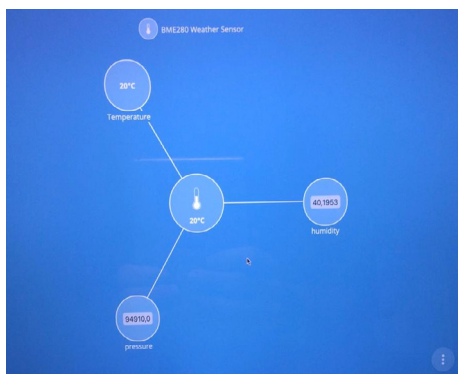 BME280 Weather Sensor
20°C
Temperature
20°C
40,1953
humidity
94910,0
pressure